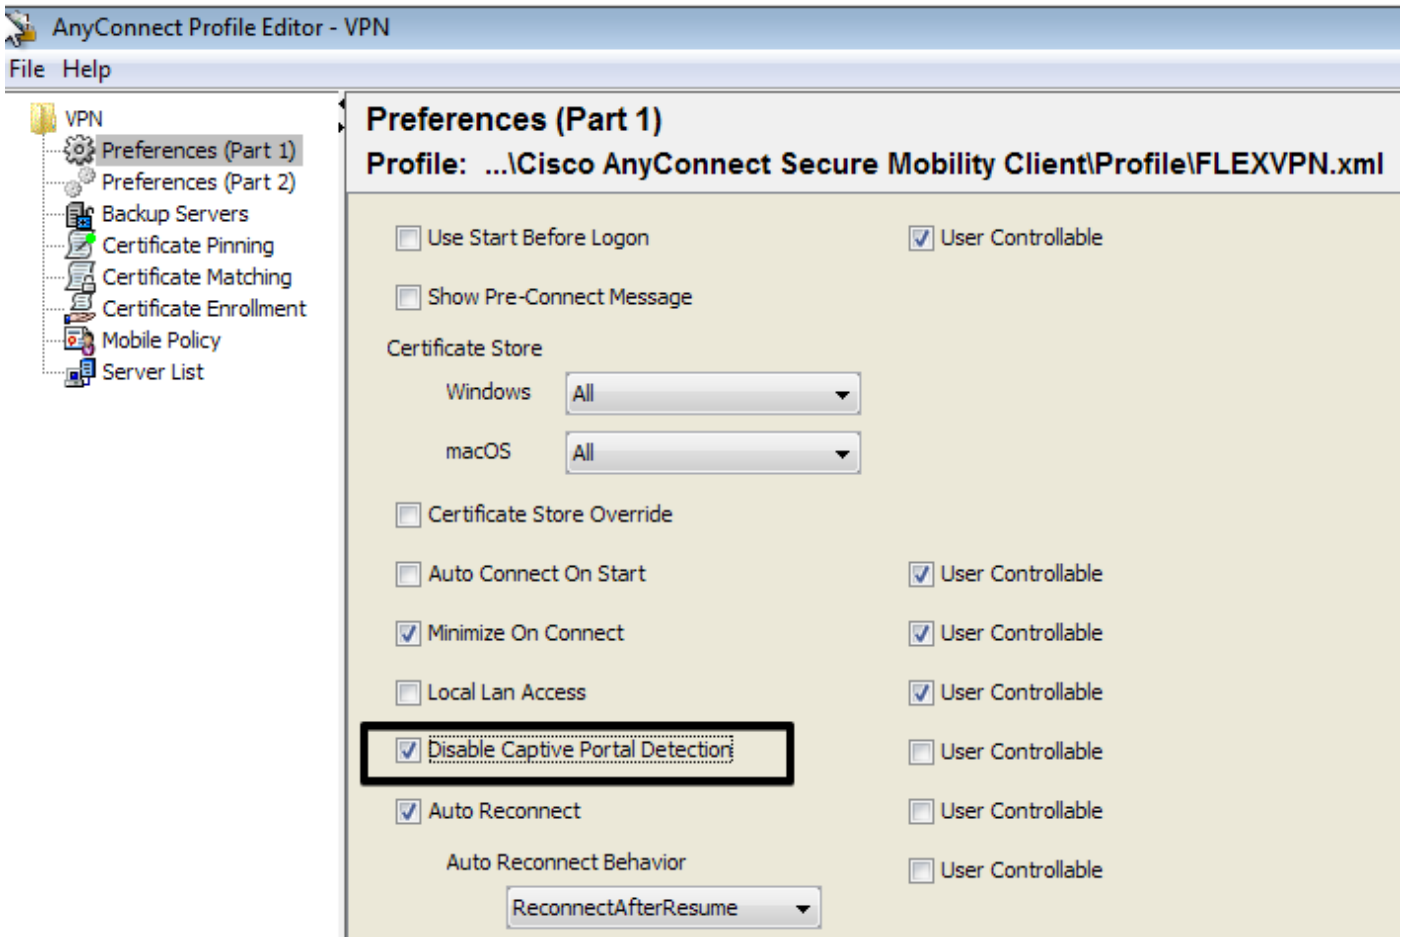 AnyConnect Profile Editor - VPN
File Help
VPN
Preferences (Part 1)
Preferences (Part 2)
Backup Servers
Certificate Pinning
Certificate Matching
Certificate Enrollment
Mobile Policy
Server List
Preferences (Part 1)
Profile: ...\Cisco AnyConnect Secure Mobility Client\Profile\FLEXVPN.xml
Use Start Before Logon User Controllable
Show Pre-Connect Message
Certificate Store
Windows All
macOS All
Certificate Store Override
Auto Connect On Start User Controllable
Minimize On Connect User Controllable
Local Lan Access User Controllable
Disable Captive Portal Detection User Controllable
Auto Reconnect User Controllable
Auto Reconnect Behavior User Controllable
ReconnectAfterResume